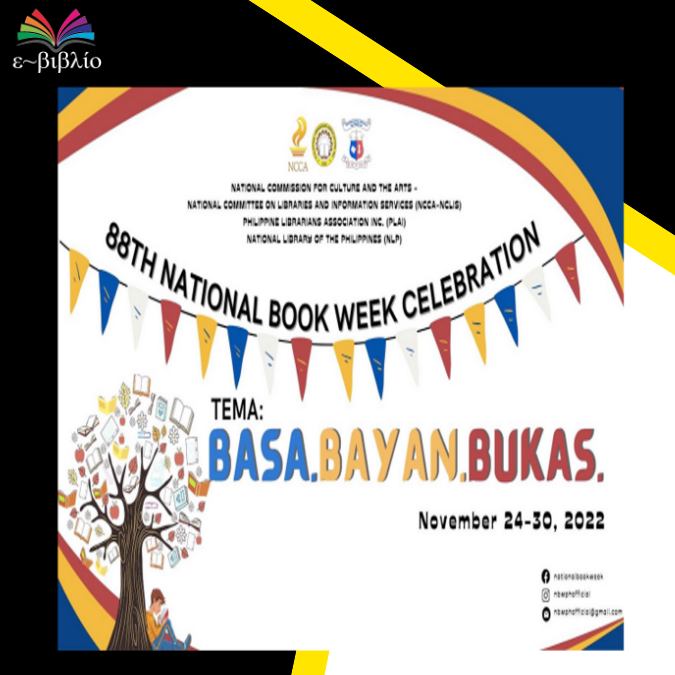 ε~βιβλίο
NCCA
NATIONAL COMMISSION FOR CULTURE AND THE ARTS -
NATIONAL COMMITTEE ON LIBRARIES AND INFORMATION SERVICES (NCCA-NCLIS)
PHILIPPINE LIBRARIANS ASSOCIATION INC. (PLAI)
NATIONAL LIBRARY OF THE PHILIPPINES (NLP)
88TH NATIONAL BOOK WEEK CELEBRATION
TEMA:
BASA.BAYAN.BUKAS.
November 24-30, 2022
nationalbookweek
nbwphofficial
nbwphofficial@gmail.com